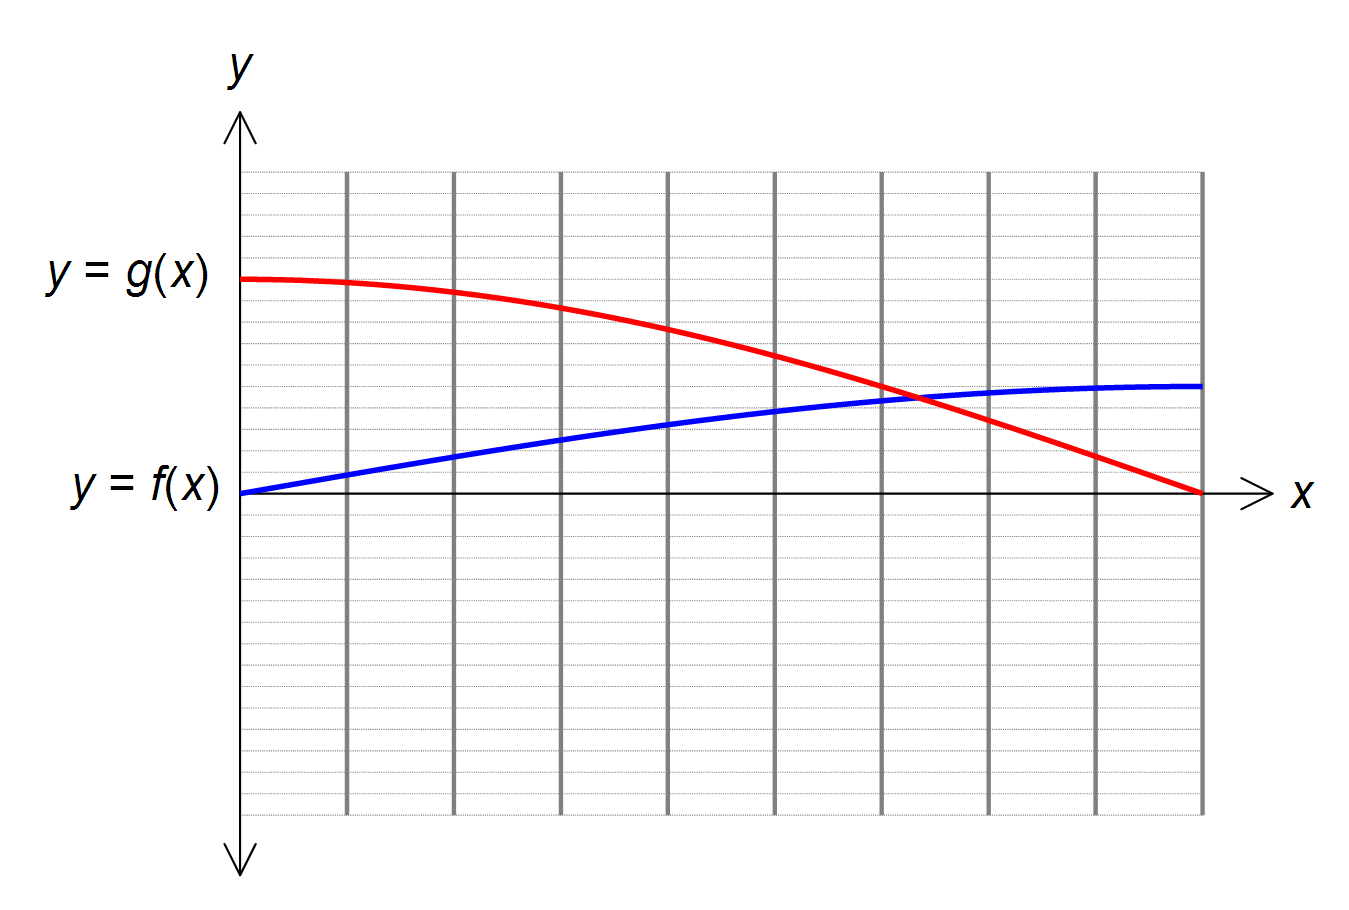 y
y = g(x)
y = f(x)
x